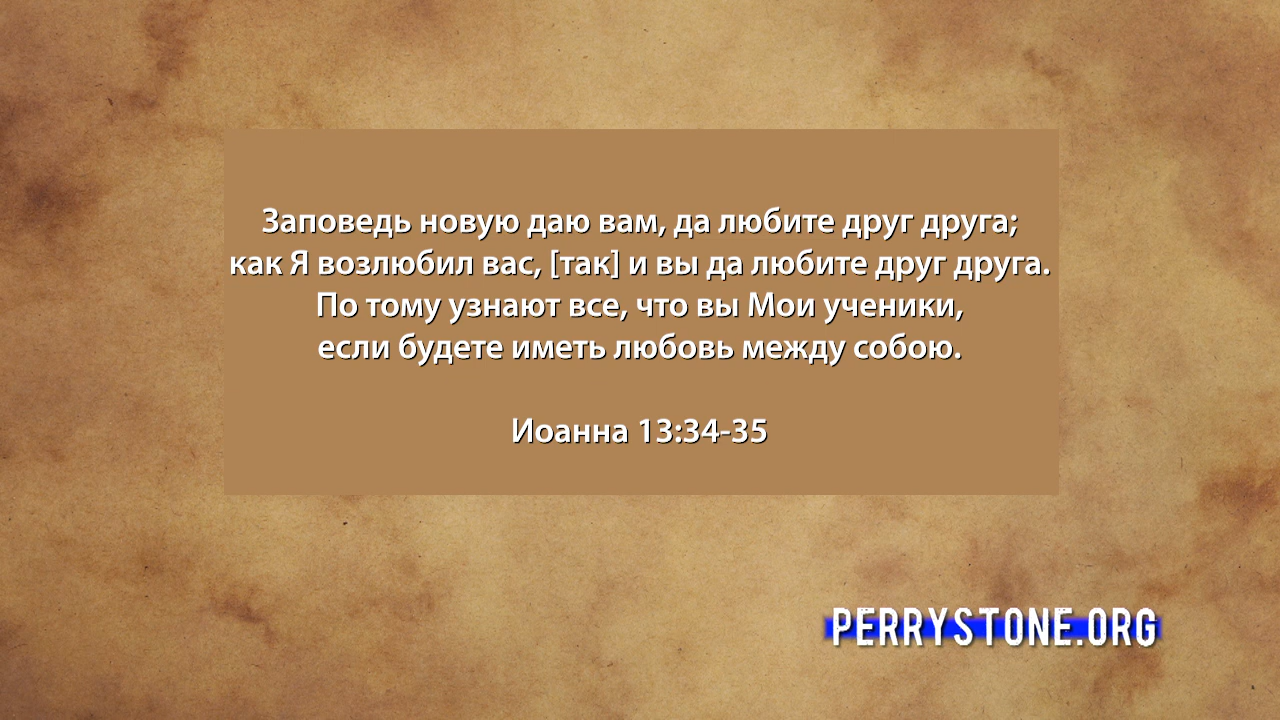 Заповедь новую даю вам, да любите друг друга;
как Я возлюбил вас, [так] и вы да любите друг друга.
По тому узнают все, что вы Мои ученики,
если будете иметь любовь между собою.
Иоанна 13:34-35
PERRYSTONE.ORG